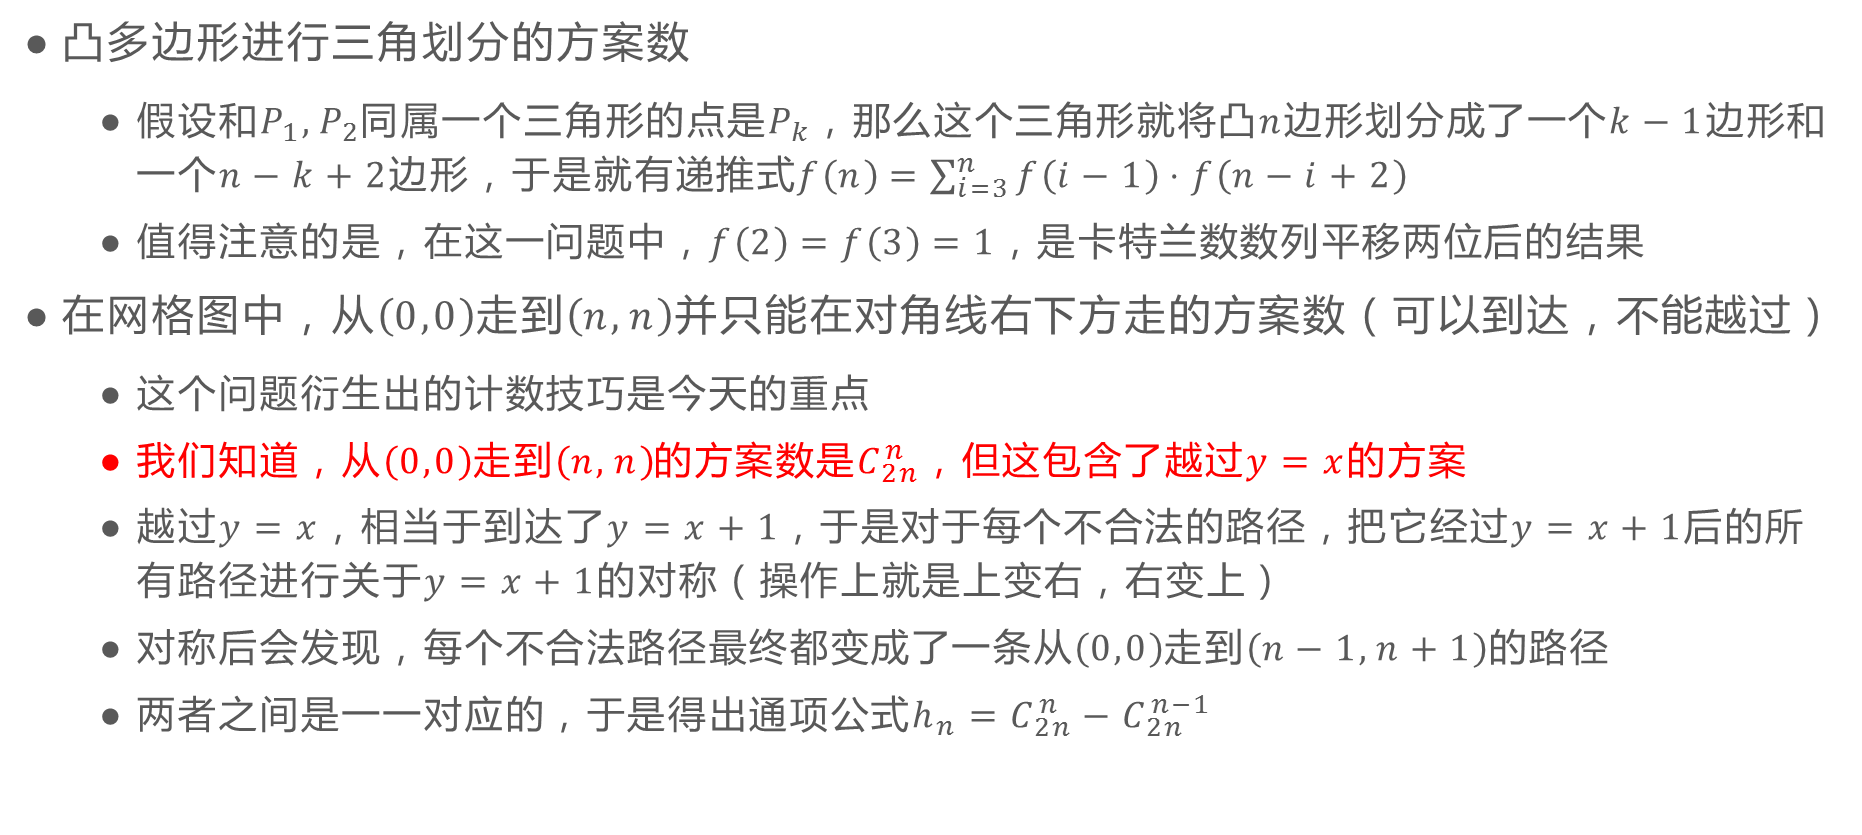 ● 凸多边形进行三角划分的方案数
● 假设和P₁, P₂同属一个三角形的点是Pₖ，那么这个三角形就将凸n边形划分成了一个k − 1边形和
一个n − k + 2边形，于是就有递推式f(n) = ∑ⁿᵢ₌₃ f(i − 1) · f(n − i + 2)
● 值得注意的是，在这一问题中，f(2) = f(3) = 1，是卡特兰数数列平移两位后的结果
● 在网格图中，从(0,0)走到(n, n)并只能在对角线右下方走的方案数（可以到达，不能越过）
● 这个问题衍生出的计数技巧是今天的重点
● 我们知道，从(0,0)走到(n, n)的方案数是C₂ₙⁿ，但这包含了越过y = x的方案
● 越过y = x，相当于到达了y = x + 1，于是对于每个不合法的路径，把它经过y = x + 1后的所
有路径进行关于y = x + 1的对称（操作上就是上变右，右变上）
● 对称后会发现，每个不合法路径最终都变成了一条从(0,0)走到(n − 1, n + 1)的路径
● 两者之间是一一对应的，于是得出通项公式hₙ = C₂ₙⁿ − C₂ₙⁿ⁻¹